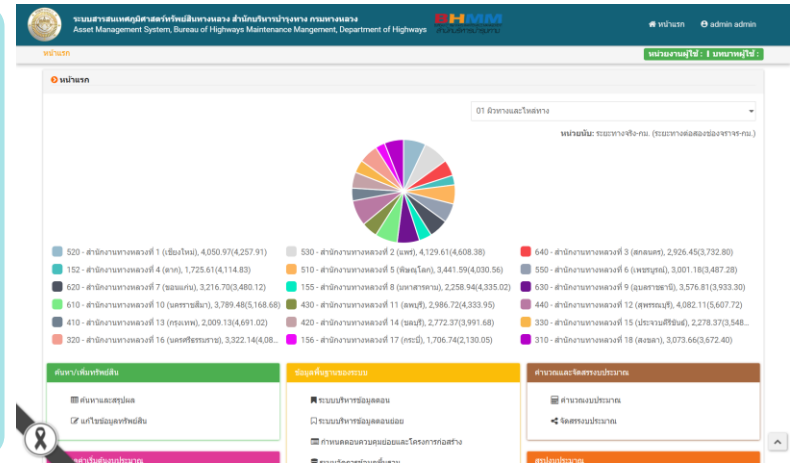 ระบบสารสนเทศภูมิศาสตร์ทรัพย์สินทางหลวง สำนักบริหารบำรุงทาง กรมทางหลวง
Asset Management System, Bureau of Highways Maintenance Mangement, Department of Highways
BHMM
สำนักบริหารบำรุงทาง
หน้าแรก
admin admin
หน้าแรก
หน่วยงานผู้ใช้ : | บทบาทผู้ใช้ :
หน้าแรก
01 ผิวทางและไหล่ทาง
หน่วยนับ: ระยะทางจริง-กม. (ระยะทางต่อสองช่องจราจร-กม.)
520 - สำนักงานทางหลวงที่ 1 (เชียงใหม่), 4,050.97(4,257.91)
530 - สำนักงานทางหลวงที่ 2 (แพร่), 4,129.61(4,608.38)
640 - สำนักงานทางหลวงที่ 3 (สกลนคร), 2,926.45(3,732.80)
152 - สำนักงานทางหลวงที่ 4 (ตาก), 1,725.61(4,114.83)
510 - สำนักงานทางหลวงที่ 5 (พิษณุโลก), 3,441.59(4,030.56)
550 - สำนักงานทางหลวงที่ 6 (เพชรบูรณ์), 3,001.18(3,487.28)
620 - สำนักงานทางหลวงที่ 7 (ขอนแก่น), 3,216.70(3,480.12)
155 - สำนักงานทางหลวงที่ 8 (มหาสารคาม), 2,258.94(4,335.02)
630 - สำนักงานทางหลวงที่ 9 (อุบลราชธานี), 3,576.81(3,933.30)
610 - สำนักงานทางหลวงที่ 10 (นครราชสีมา), 3,789.48(5,168.68)
430 - สำนักงานทางหลวงที่ 11 (ลพบุรี), 2,986.72(4,333.95)
440 - สำนักงานทางหลวงที่ 12 (สุพรรณบุรี), 4,082.11(5,607.72)
410 - สำนักงานทางหลวงที่ 13 (กรุงเทพ), 2,009.13(4,691.02)
420 - สำนักงานทางหลวงที่ 14 (ชลบุรี), 2,772.37(3,991.68)
330 - สำนักงานทางหลวงที่ 15 (ประจวบคีรีขันธ์), 2,278.37(3,548...
320 - สำนักงานทางหลวงที่ 16 (นครศรีธรรมราช), 3,322.14(4,08...
156 - สำนักงานทางหลวงที่ 17 (กระบี่), 1,706.74(2,130.05)
310 - สำนักงานทางหลวงที่ 18 (สงขลา), 3,073.66(3,672.40)
ค้นหา/เพิ่มทรัพย์สิน
ข้อมูลพื้นฐานของระบบ
คำนวณและจัดสรรงบประมาณ
ค้นหาและสรุปผล
ระบบบริหารข้อมูลตอน
คำนวณงบประมาณ
แก้ไขข้อมูลทรัพย์สิน
ระบบบริหารข้อมูลตอนย่อย
จัดสรรงบประมาณ
กำหนดตอนควบคุมย่อยและโครงการก่อสร้าง
ระบบจัดการข้อมูลพื้นฐาน
สรุปงบประมาณ